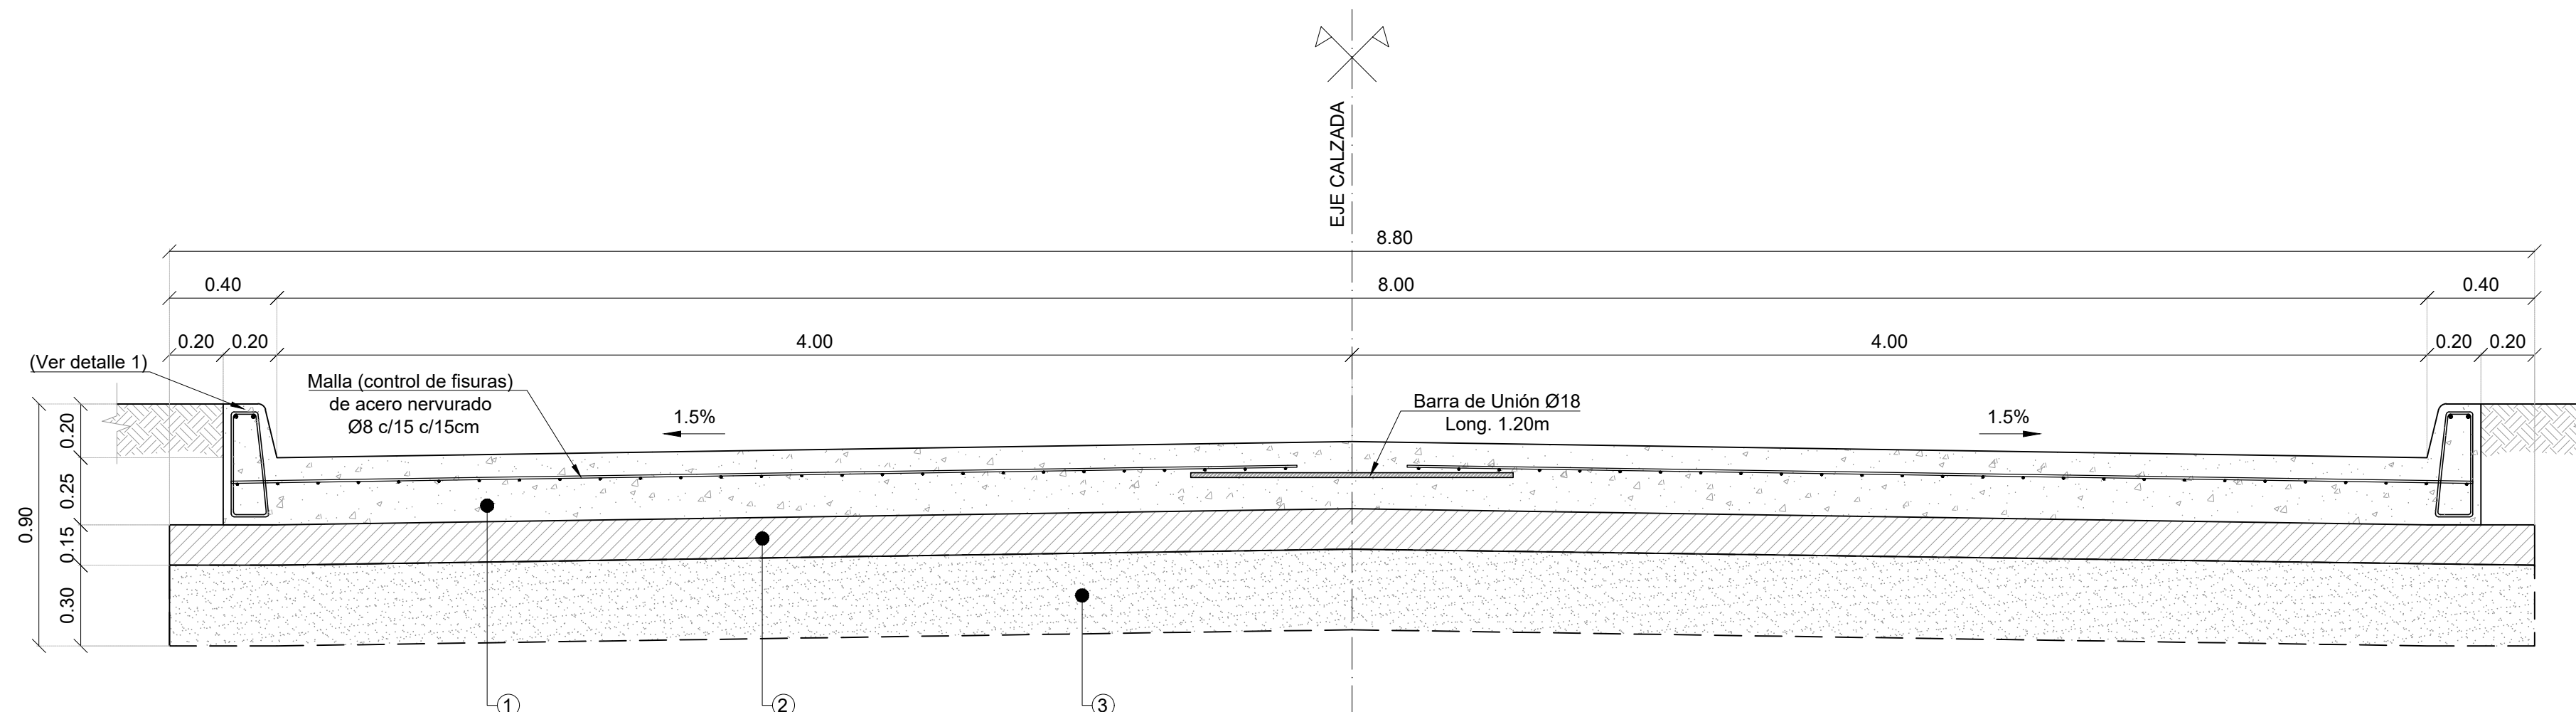 EJE CALZADA
8.80
0.40
8.00
0.40
0.20
0.20
4.00
4.00
0.20
0.20
(Ver detalle 1)
Malla (control de fisuras)
de acero nervurado
Ø8 c/15 c/15cm
1.5%
Barra de Unión Ø18
Long. 1.20m
1.5%
0.90
0.20
0.25
0.15
0.30
1
2
3